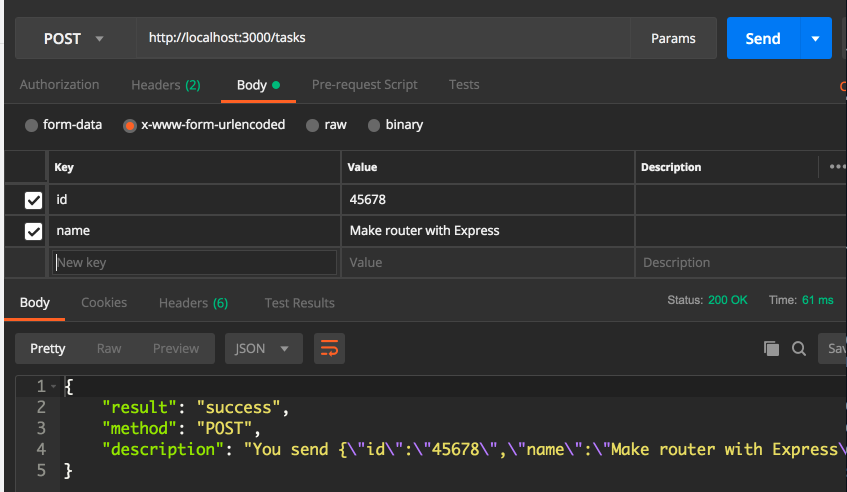 POST http://localhost:3000/tasks Params Send
Authorization Headers (2) Body Pre-request Script Tests
form-data x-www-form-urlencoded raw binary
Key Value Description •••
id 45678
name Make router with Express
New key Value Description
Body Cookies Headers (6) Test Results Status: 200 OK Time: 61 ms
Pretty Raw Preview JSON Sav
1 {
2 "result": "success",
3 "method": "POST",
4 "description": "You send {\"id\":\"45678\",\"name\":\"Make router with Express\
5 }